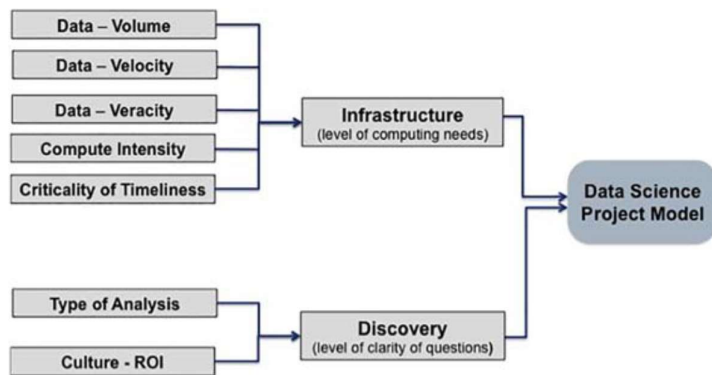 Data – Volume
Data – Velocity
Data – Veracity
Compute Intensity
Criticality of Timeliness
Infrastructure
(level of computing needs)
Data Science
Project Model
Type of Analysis
Culture - ROI
Discovery
(level of clarity of questions)